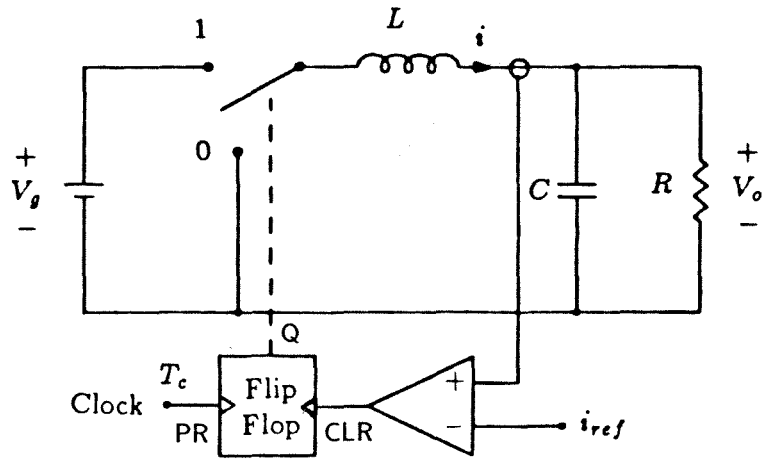 1
L
i
0
+
V_g
−
C
R
+
V_o
−
Q
Clock
T_c
PR
Flip
Flop
CLR
+
−
i_ref